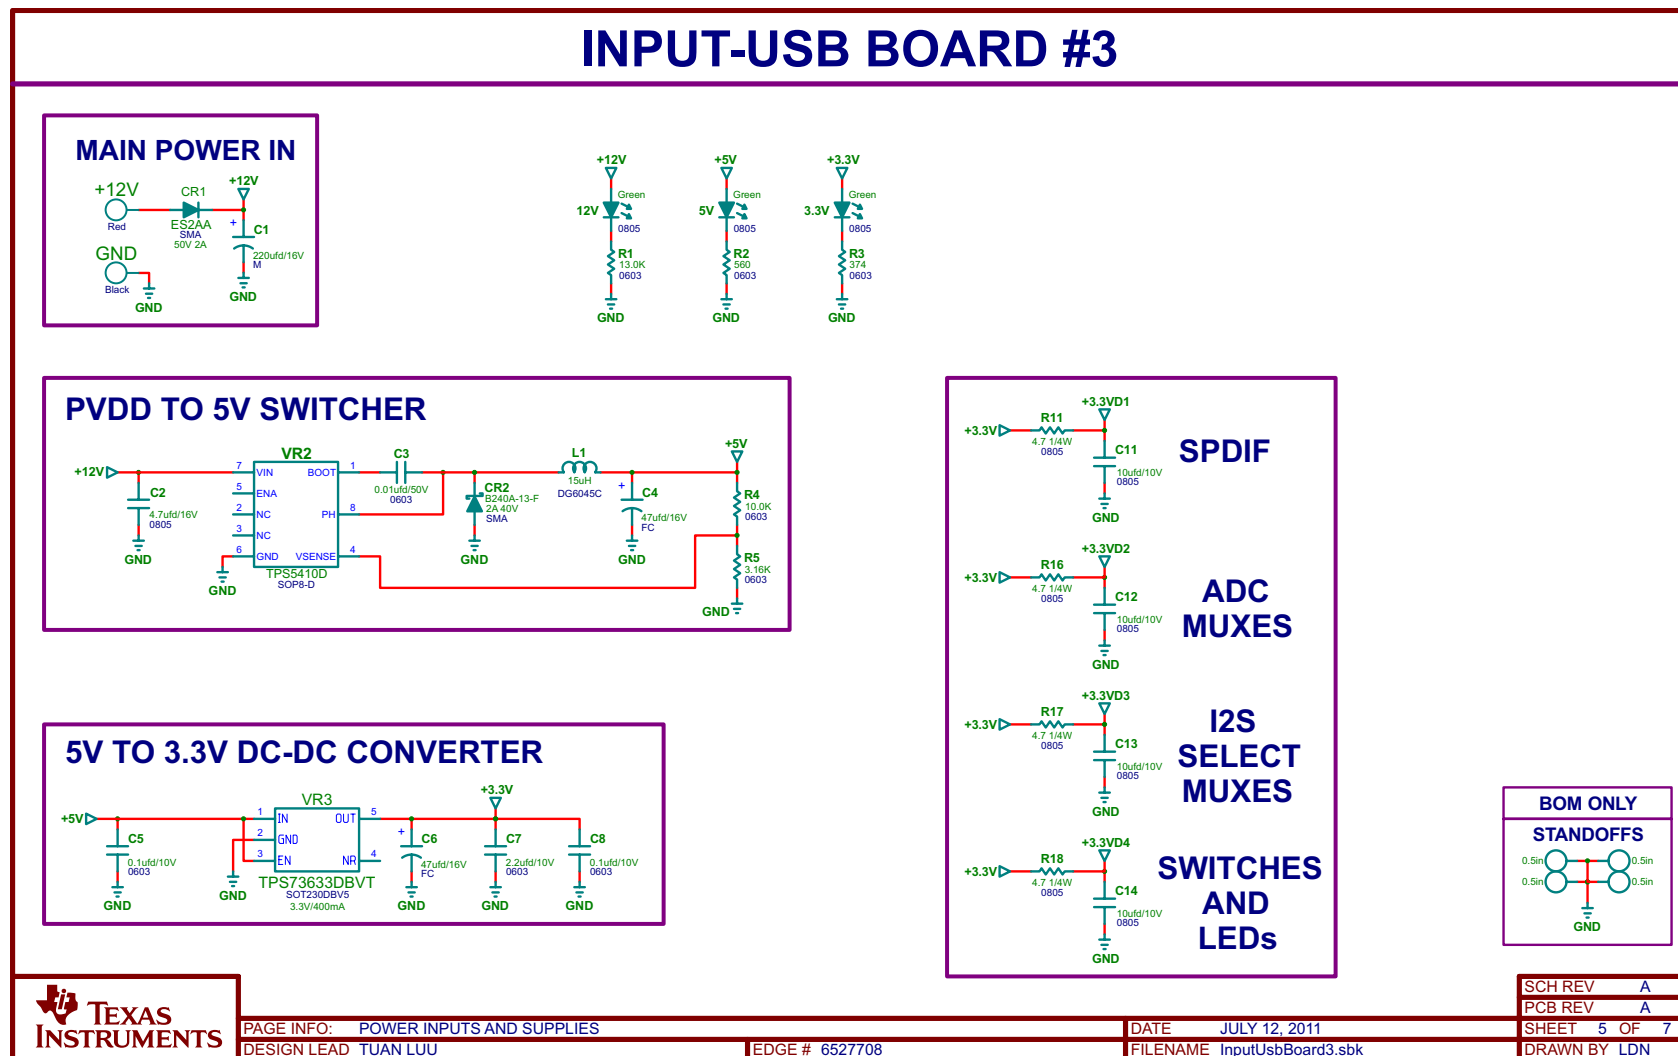 INPUT-USB BOARD #3
MAIN POWER IN
+12V
Red
CR1
ES2AA
SMA
50V 2A
+12V
+
C1
220ufd/16V
M
GND
GND
Black
GND
+12V
Green
12V
0805
R1
13.0K
0603
GND
+5V
Green
5V
0805
R2
560
0603
GND
+3.3V
Green
3.3V
0805
R3
374
0603
GND
PVDD TO 5V SWITCHER
+12V
C2
4.7ufd/16V
0805
GND
VR2
7 VIN
BOOT 1
5 ENA
2 NC
PH 8
3 NC
6 GND
VSENSE 4
TPS5410D
SOP8-D
GND
C3
0.01ufd/50V
0603
CR2
B240A-13-F
2A 40V
SMA
GND
L1
15uH
DG6045C
+
C4
47ufd/16V
FC
GND
+5V
R4
10.0K
0603
R5
3.16K
0603
GND
+3.3VD1
+3.3V
R11
4.7 1/4W
0805
C11
10ufd/10V
0805
GND
SPDIF
+3.3VD2
+3.3V
R16
4.7 1/4W
0805
C12
10ufd/10V
0805
GND
ADC
MUXES
+3.3VD3
+3.3V
R17
4.7 1/4W
0805
C13
10ufd/10V
0805
GND
I2S
SELECT
MUXES
+3.3VD4
+3.3V
R18
4.7 1/4W
0805
C14
10ufd/10V
0805
GND
SWITCHES
AND
LEDs
5V TO 3.3V DC-DC CONVERTER
+5V
C5
0.1ufd/10V
0603
GND
VR3
1 IN
OUT 5
2 GND
3 EN
NR 4
TPS73633DBVT
SOT230DBV5
3.3V/400mA
GND
+
C6
47ufd/16V
FC
GND
+3.3V
C7
2.2ufd/10V
0603
GND
C8
0.1ufd/10V
0603
GND
BOM ONLY
STANDOFFS
0.5in 0.5in
0.5in 0.5in
GND
TEXAS
INSTRUMENTS
SCH REV A
PCB REV A
PAGE INFO: POWER INPUTS AND SUPPLIES
DATE JULY 12, 2011
SHEET 5 OF 7
DESIGN LEAD TUAN LUU
EDGE # 6527708
FILENAME InputUsbBoard3.sbk
DRAWN BY LDN